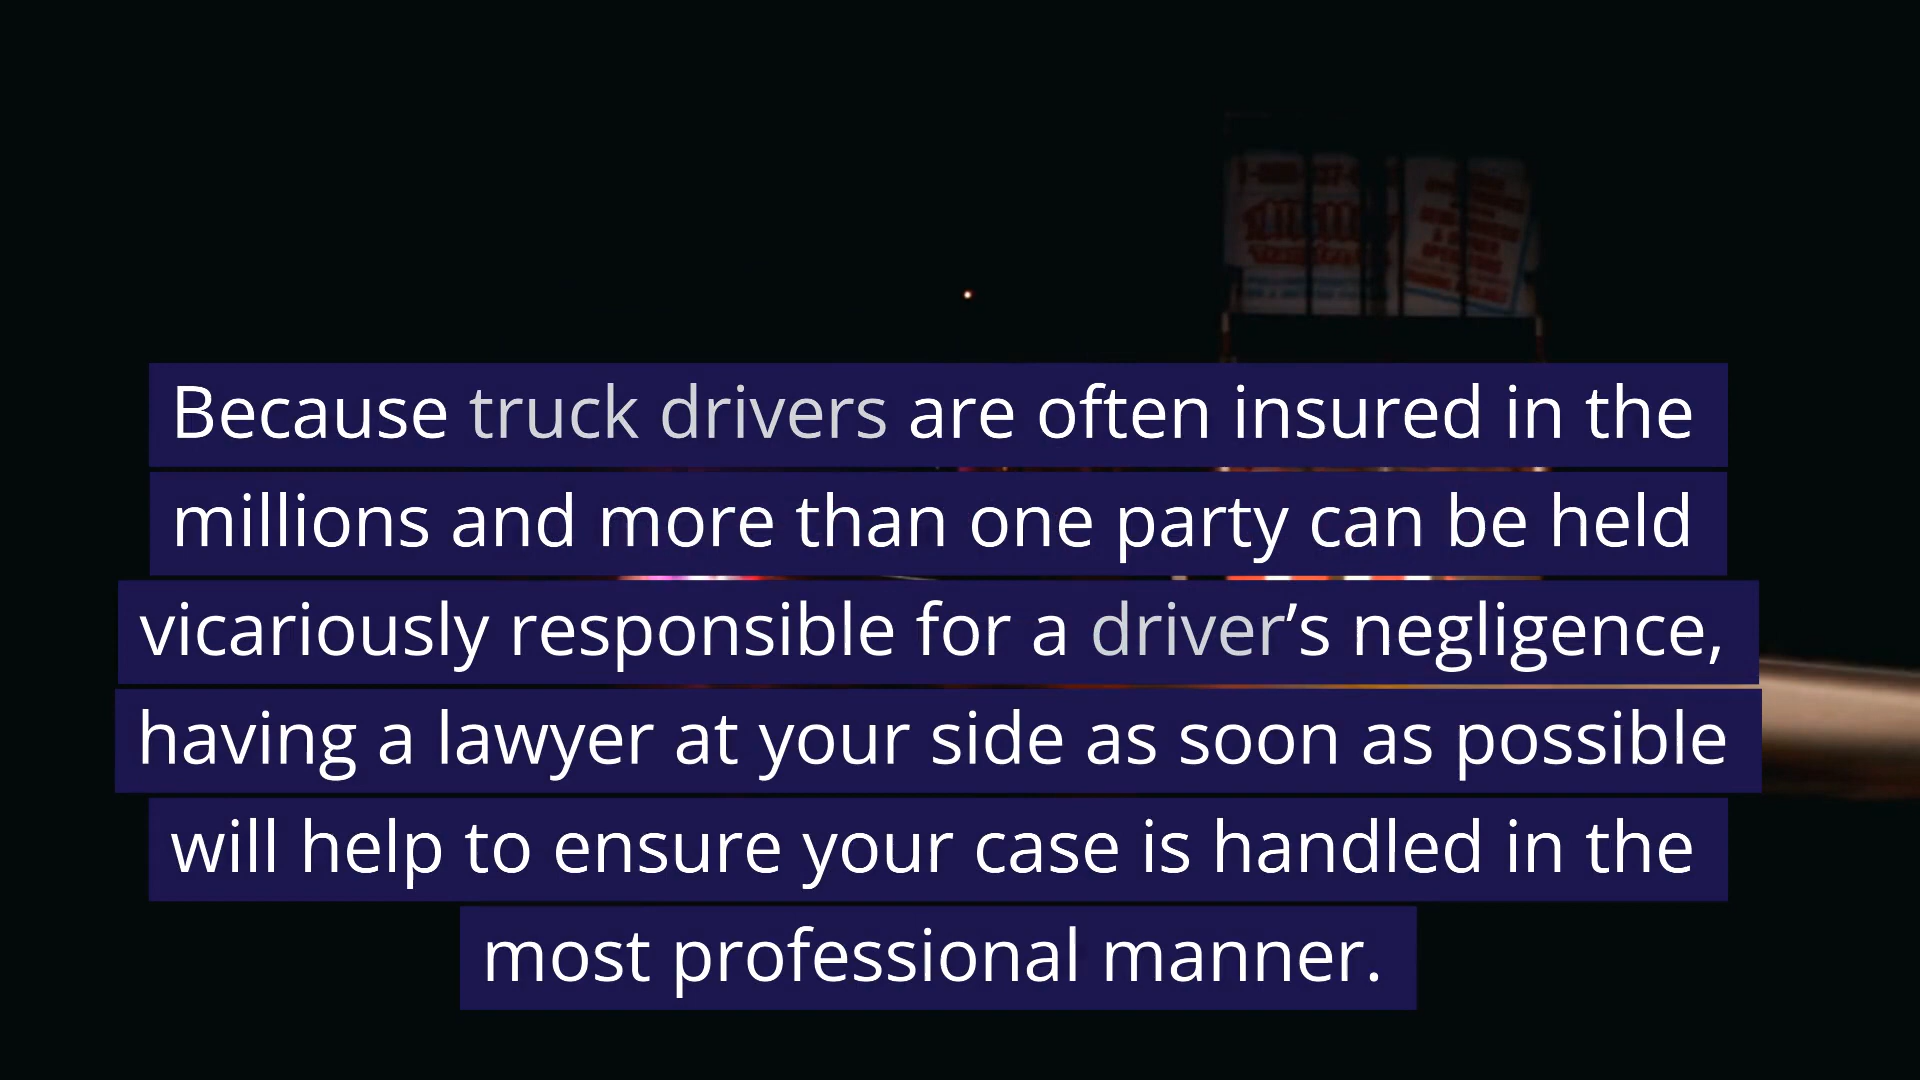 Because truck drivers are often insured in the
millions and more than one party can be held
vicariously responsible for a driver’s negligence,
having a lawyer at your side as soon as possible
will help to ensure your case is handled in the
most professional manner.